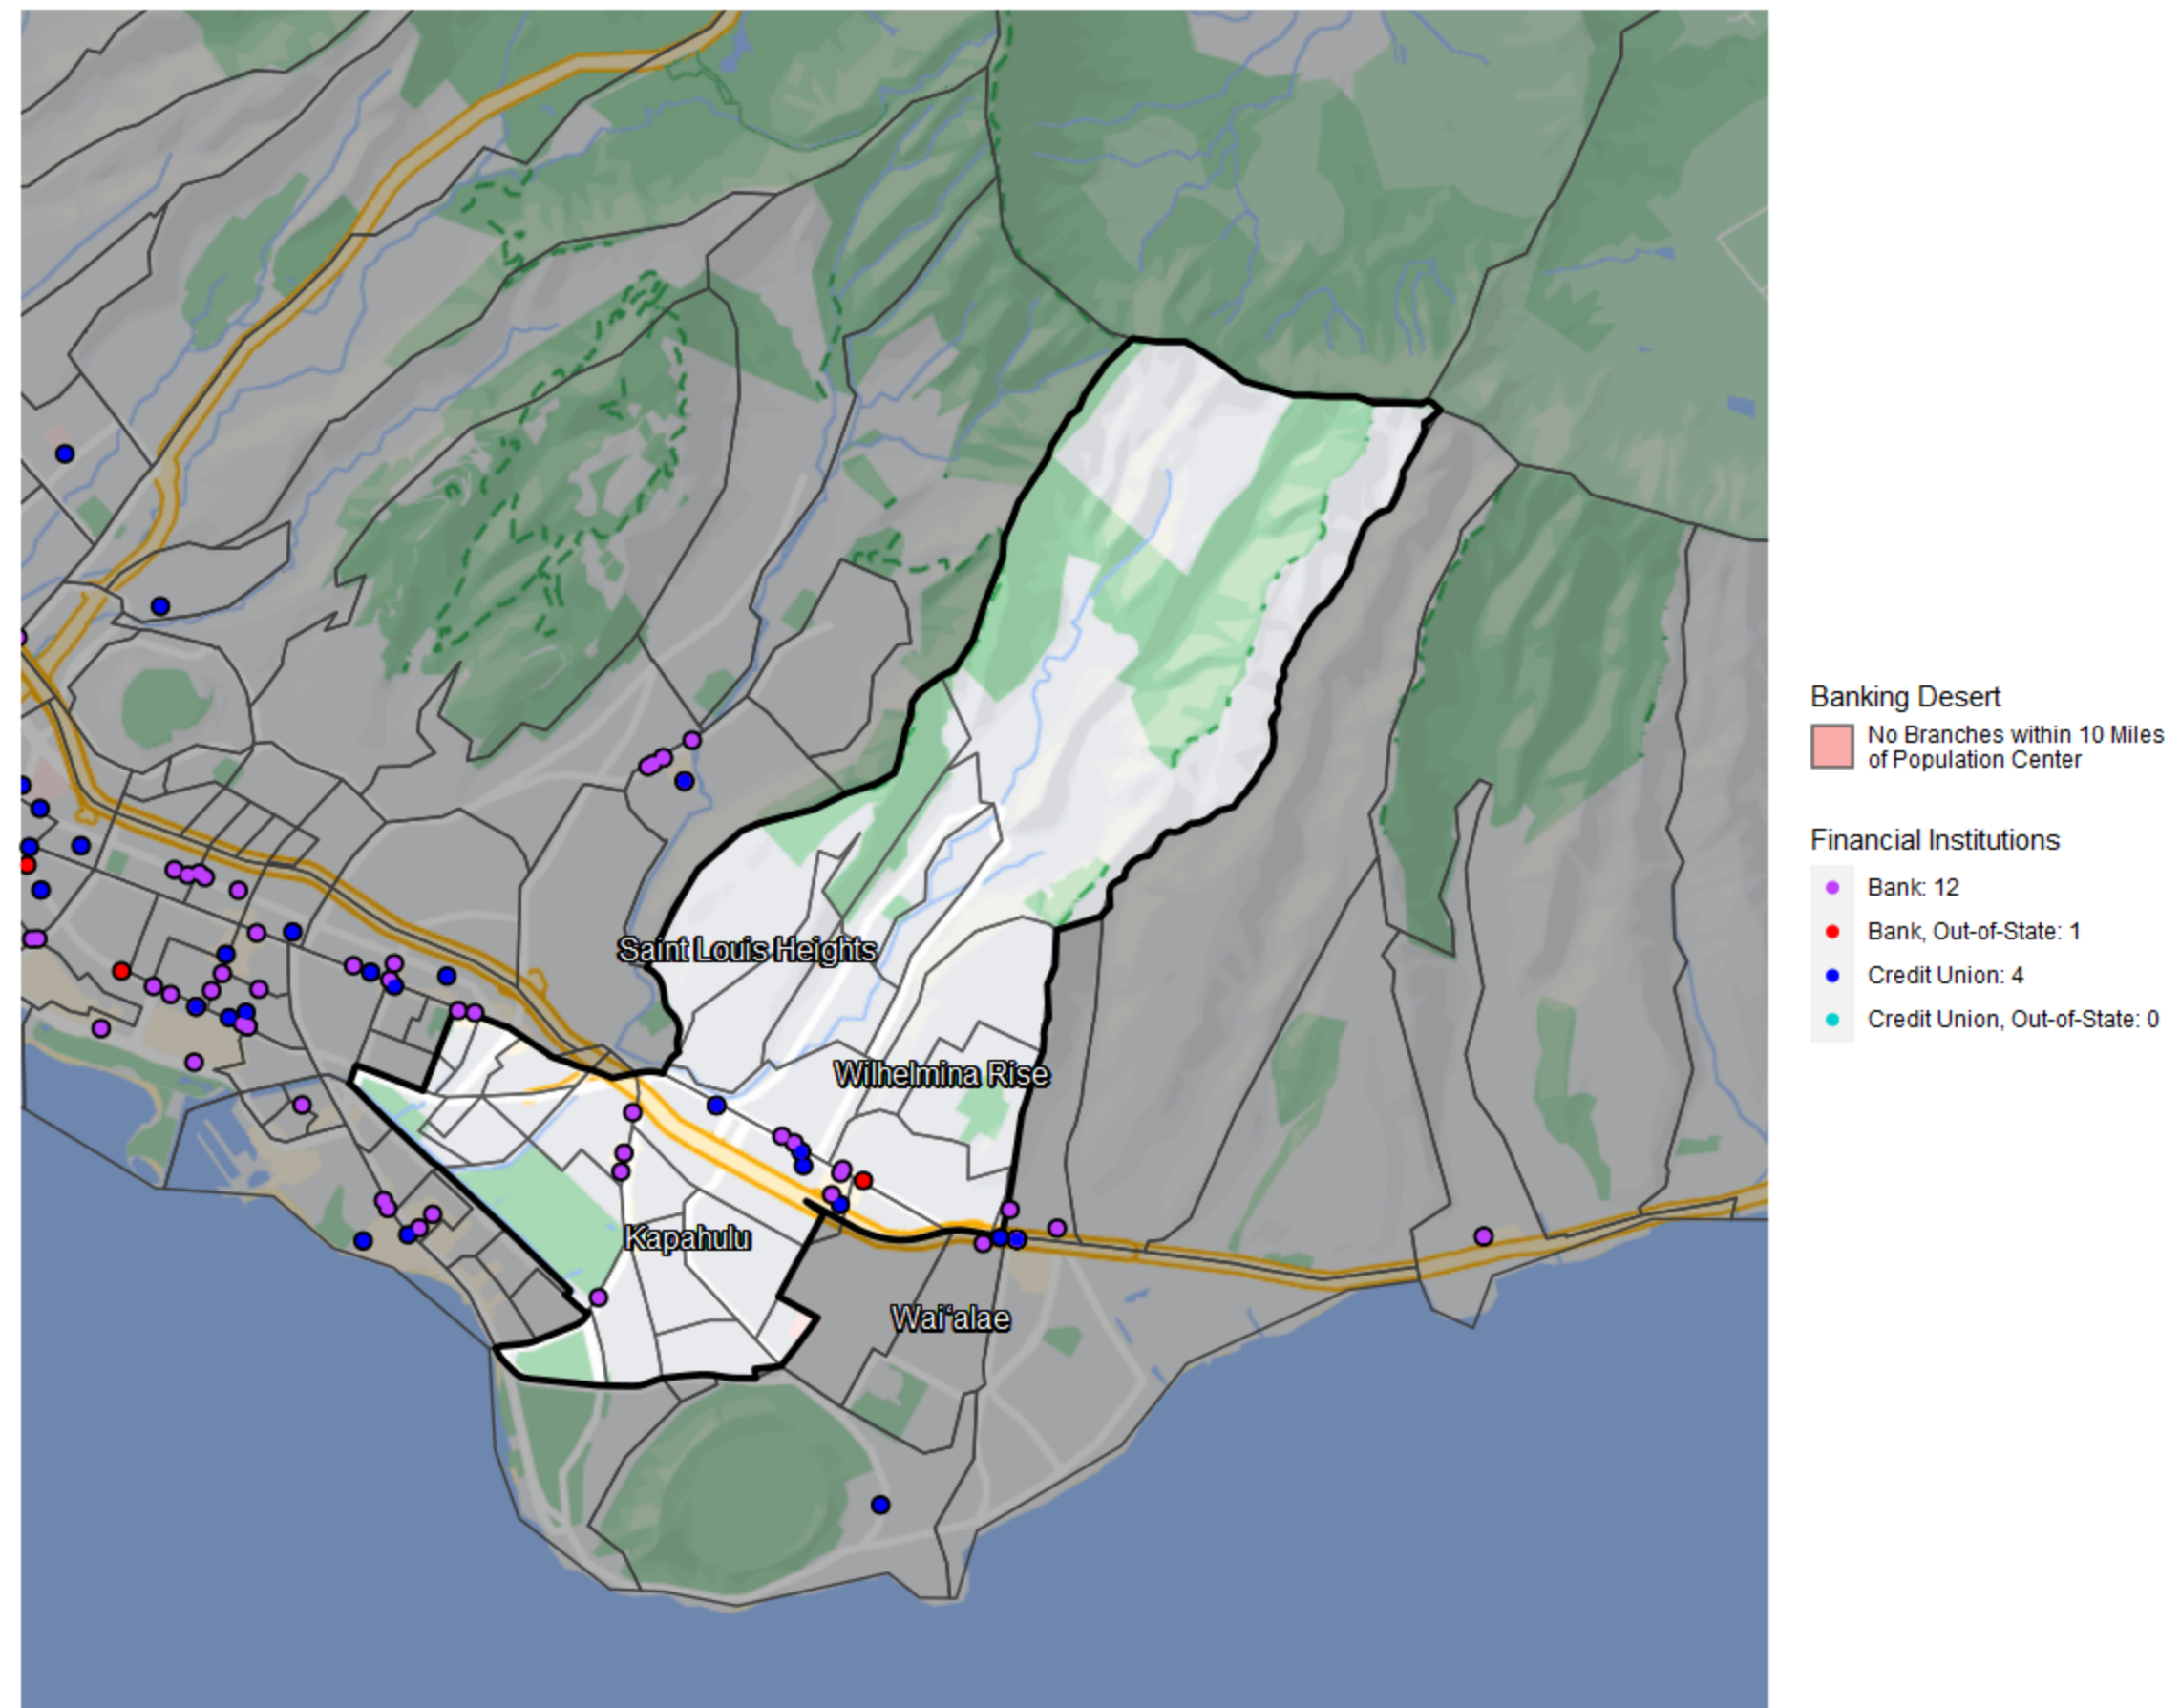 Saint Louis Heights
Wilhelmina Rise
Kapahulu
Wai‘alae
Banking Desert
No Branches within 10 Miles
of Population Center
Financial Institutions
Bank: 12
Bank, Out-of-State: 1
Credit Union: 4
Credit Union, Out-of-State: 0